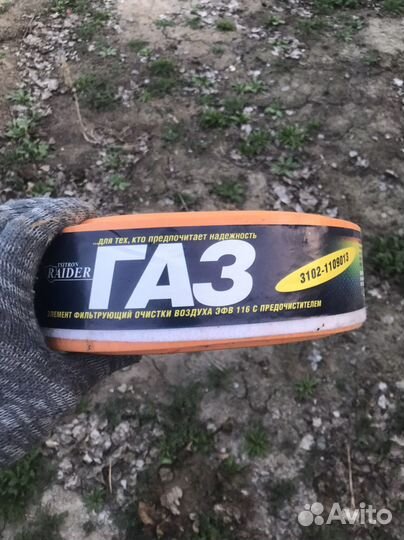 ...для тех, кто предпочитает надежность
RAIDER
ГАЗ
3102-1109013
ЭЛЕМЕНТ ФИЛЬТРУЮЩИЙ ОЧИСТКИ ВОЗДУХА ЭФВ 116 С ПРЕДОЧИСТИТЕЛЕМ
Avito